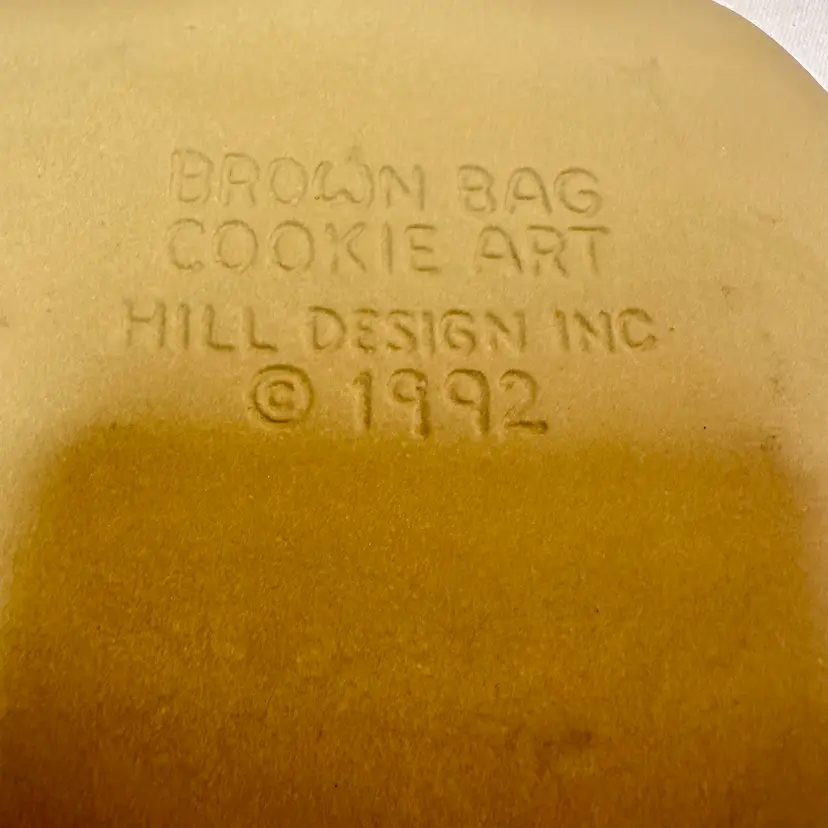 BROWN BAG
COOKIE ART
HILL DESIGN INC
© 1992